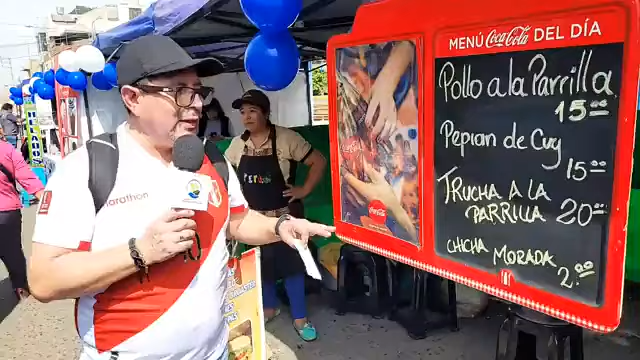 MENÚ Coca-Cola DEL DÍA
Pollo a la Parrilla
15 00
Pepian de Cuy
15 00
TRUCHA A LA
PARRILLA 20 00
CHICHA MORADA
2.00
Coca-Cola
marathon
PERÚ